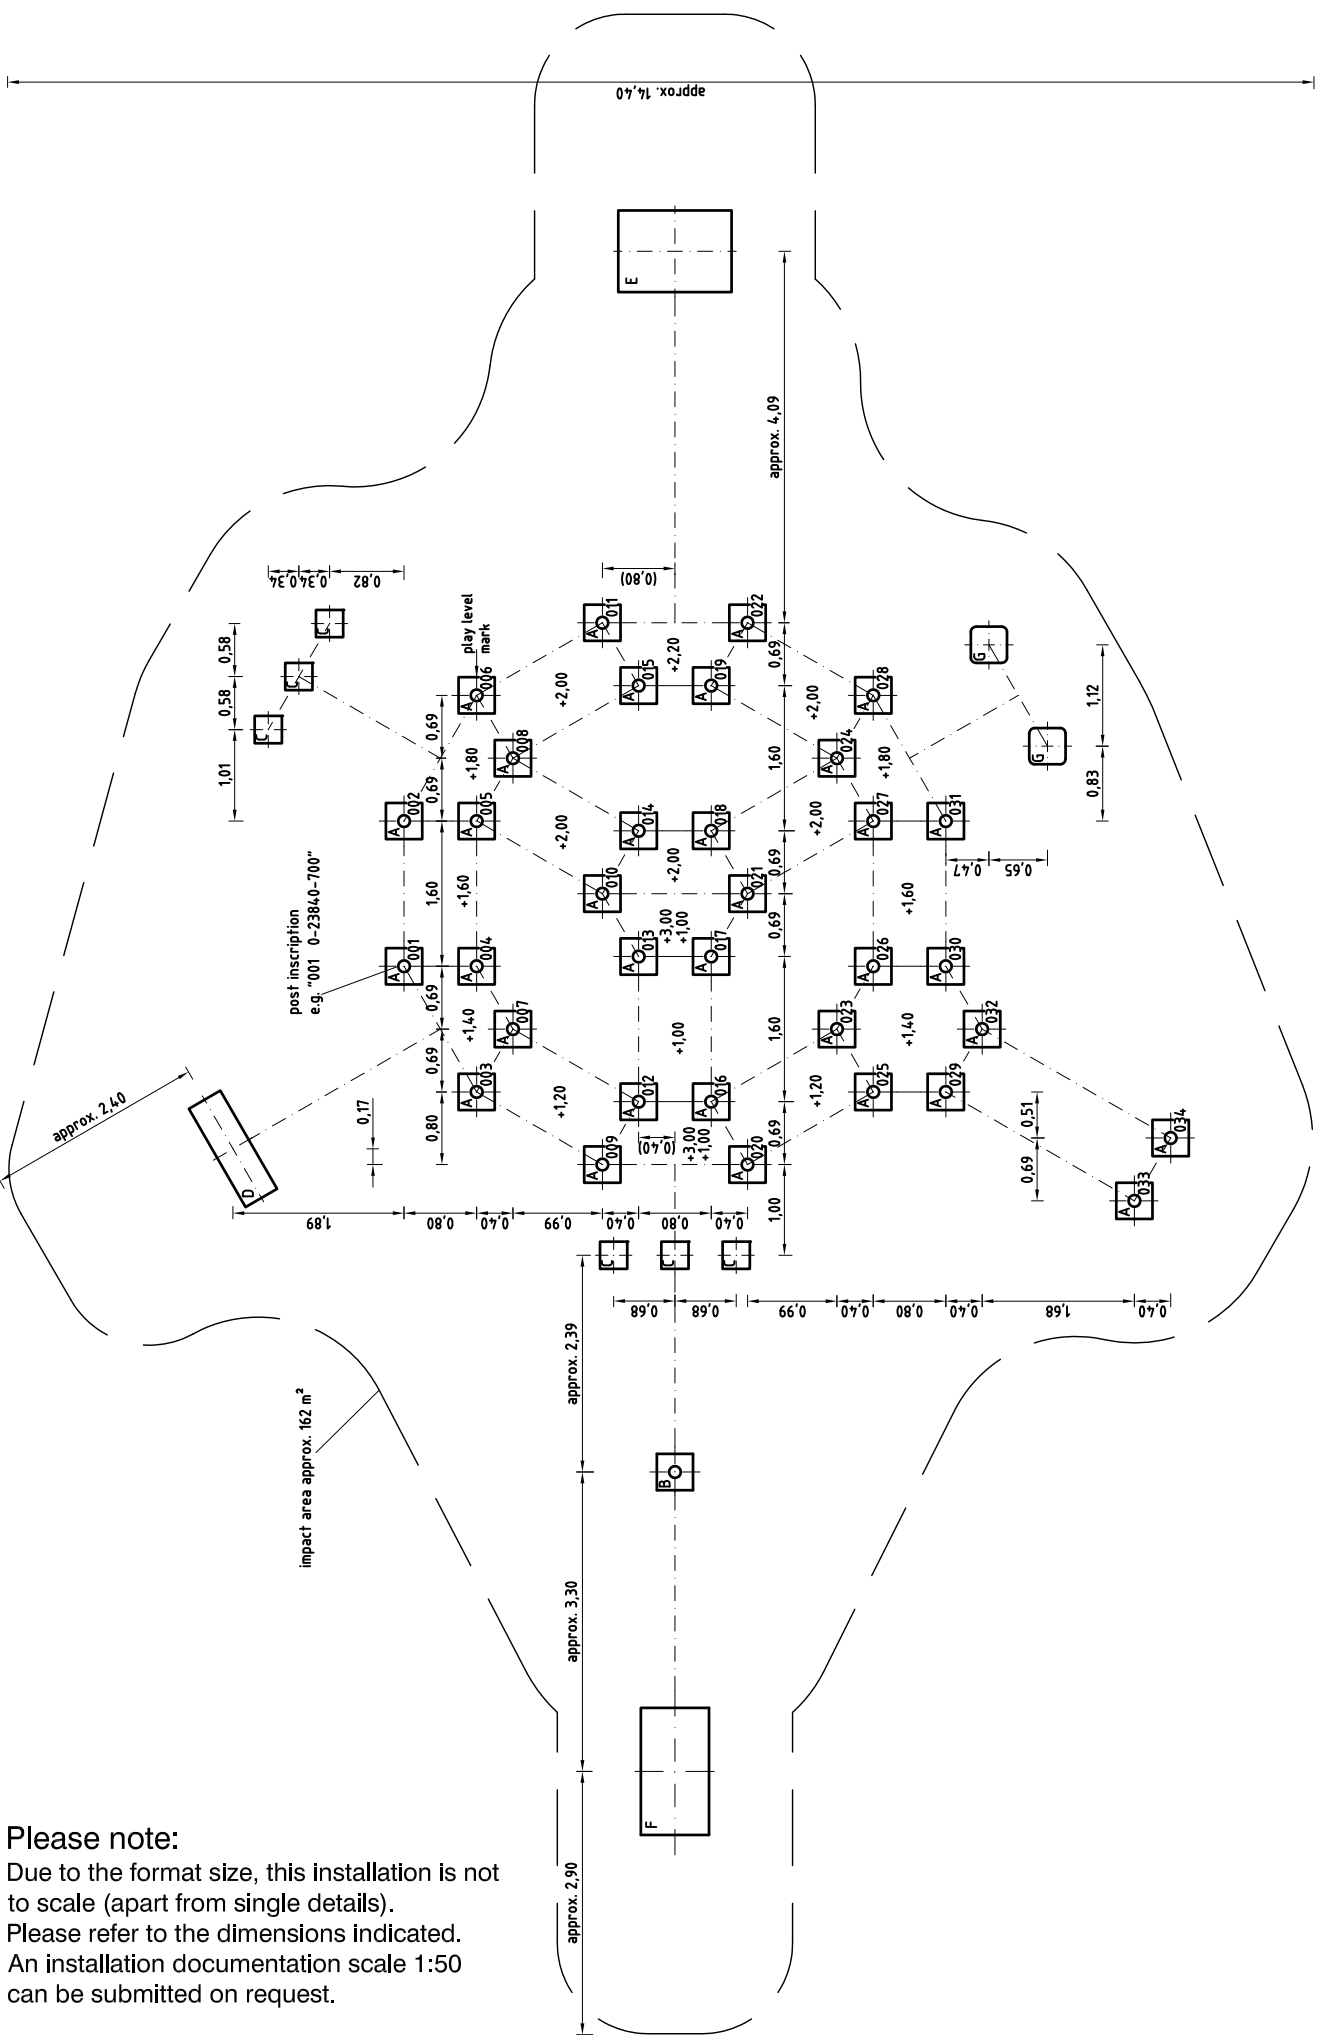 approx. 14,40
E
approx. 4,09
0,34
0,34
0,82
0,58
0,58
1,01
C
C
C
(0,80)
play level
mark
A 011
A 022
+2,20
0,69
A 006
A 015
A 019
A 028
+2,00
+2,00
0,69
G
G
1,12
0,83
A 008
A 024
+1,80
+1,80
0,69
1,60
A 002
A 005
A 014
A 018
A 027
A 031
+2,00
+2,00
+2,00
0,69
0,47
0,65
post inscription
e.g. "001 0-23840-700"
1,60
+1,60
+1,60
A 010
A 021
+3,00
+1,00
0,69
A 001
A 004
A 013
A 017
A 026
A 030
0,69
+1,40
A 007
+1,00
1,60
A 023
+1,40
A 032
0,69
approx. 2,40
0,17
0,80
A 003
+1,20
A 012
A 016
+1,20
A 025
A 029
0,51
0,69
A 034
A 033
D
A 009
(0,40)
+3,00
+1,00
A 020
0,69
1,00
1,89
0,80
0,40
0,99
0,40
0,80
0,40
C
C
C
0,68
0,68
0,99
0,40
0,80
0,40
1,68
0,40
approx. 2,39
impact area approx. 162 m²
B
approx. 3,30
F
approx. 2,90
Please note:
Due to the format size, this installation is not
to scale (apart from single details).
Please refer to the dimensions indicated.
An installation documentation scale 1:50
can be submitted on request.